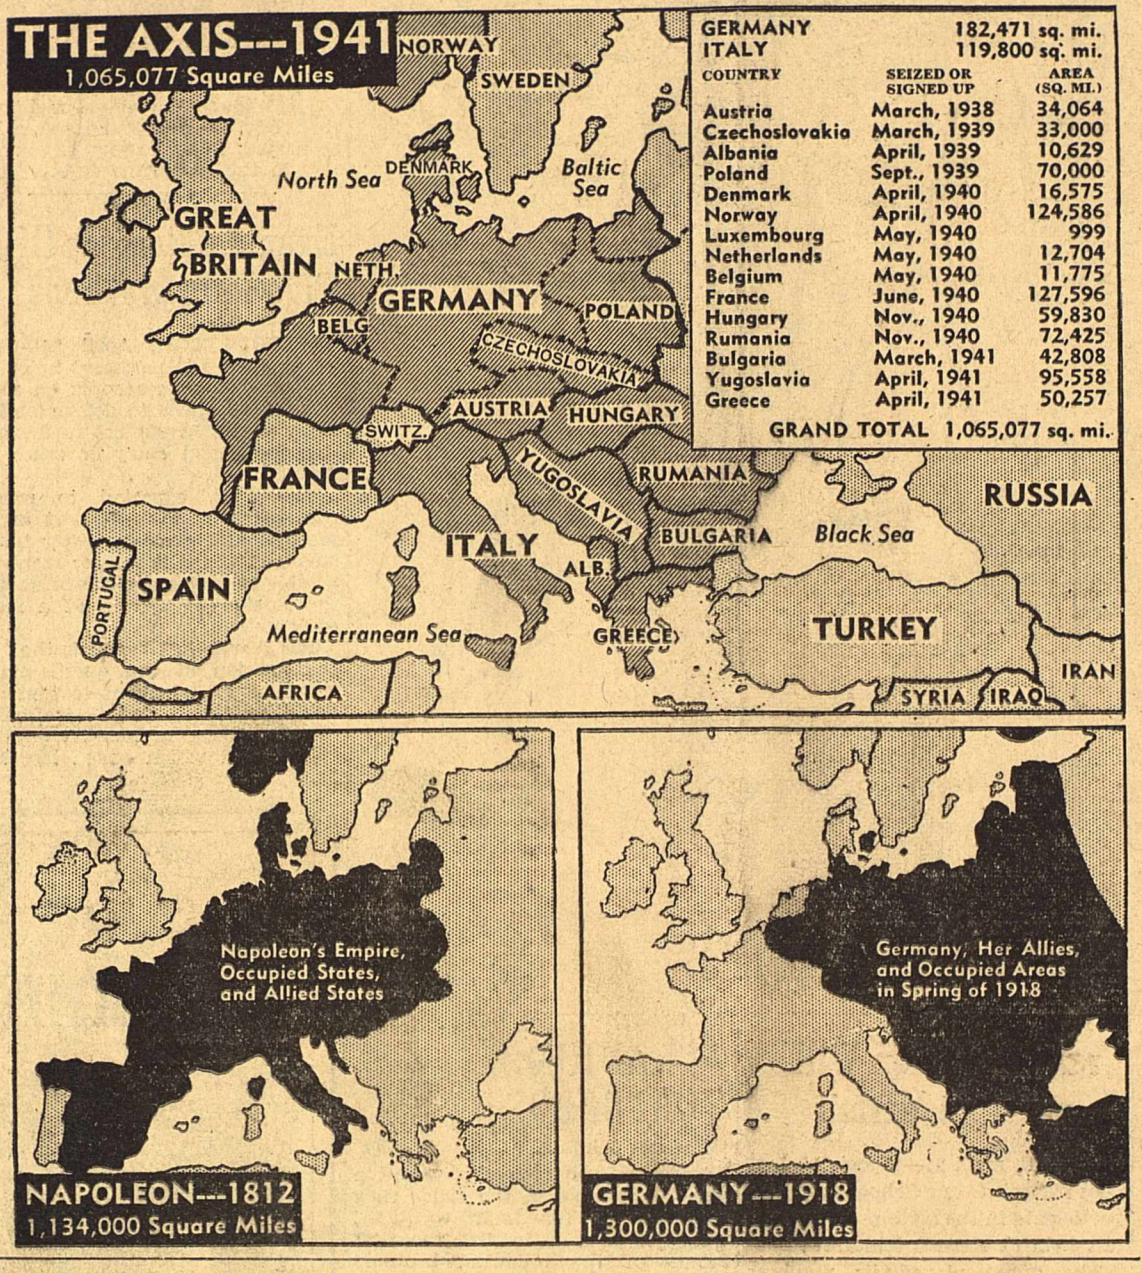 THE AXIS---1941
1,065,077 Square Miles
NORWAY
SWEDEN
DENMARK
North Sea
Baltic
Sea
GREAT
BRITAIN
NETH.
GERMANY
BELG
POLAND
CZECHOSLOVAKIA
AUSTRIA
HUNGARY
SWITZ.
FRANCE
YUGOSLAVIA
RUMANIA
RUSSIA
ITALY
BULGARIA
Black Sea
ALB.
PORTUGAL
SPAIN
Mediterranean Sea
GREECE
TURKEY
AFRICA
SYRIA
IRAQ
IRAN
GERMANY 182,471 sq. mi.
ITALY 119,800 sq. mi.
COUNTRY SEIZED OR SIGNED UP AREA (SQ. MI.)
Austria March, 1938 34,064
Czechoslovakia March, 1939 33,000
Albania April, 1939 10,629
Poland Sept., 1939 70,000
Denmark April, 1940 16,575
Norway April, 1940 124,586
Luxembourg May, 1940 999
Netherlands May, 1940 12,704
Belgium May, 1940 11,775
France June, 1940 127,596
Hungary Nov., 1940 59,830
Rumania Nov., 1940 72,425
Bulgaria March, 1941 42,808
Yugoslavia April, 1941 95,558
Greece April, 1941 50,257
GRAND TOTAL 1,065,077 sq. mi.
Napoleon's Empire,
Occupied States,
and Allied States
NAPOLEON---1812
1,134,000 Square Miles
Germany, Her Allies,
and Occupied Areas
in Spring of 1918
GERMANY---1918
1,300,000 Square Miles